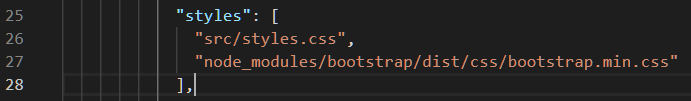 25 "styles": [
26 "src/styles.css",
27 "node_modules/bootstrap/dist/css/bootstrap.min.css"
28 ],